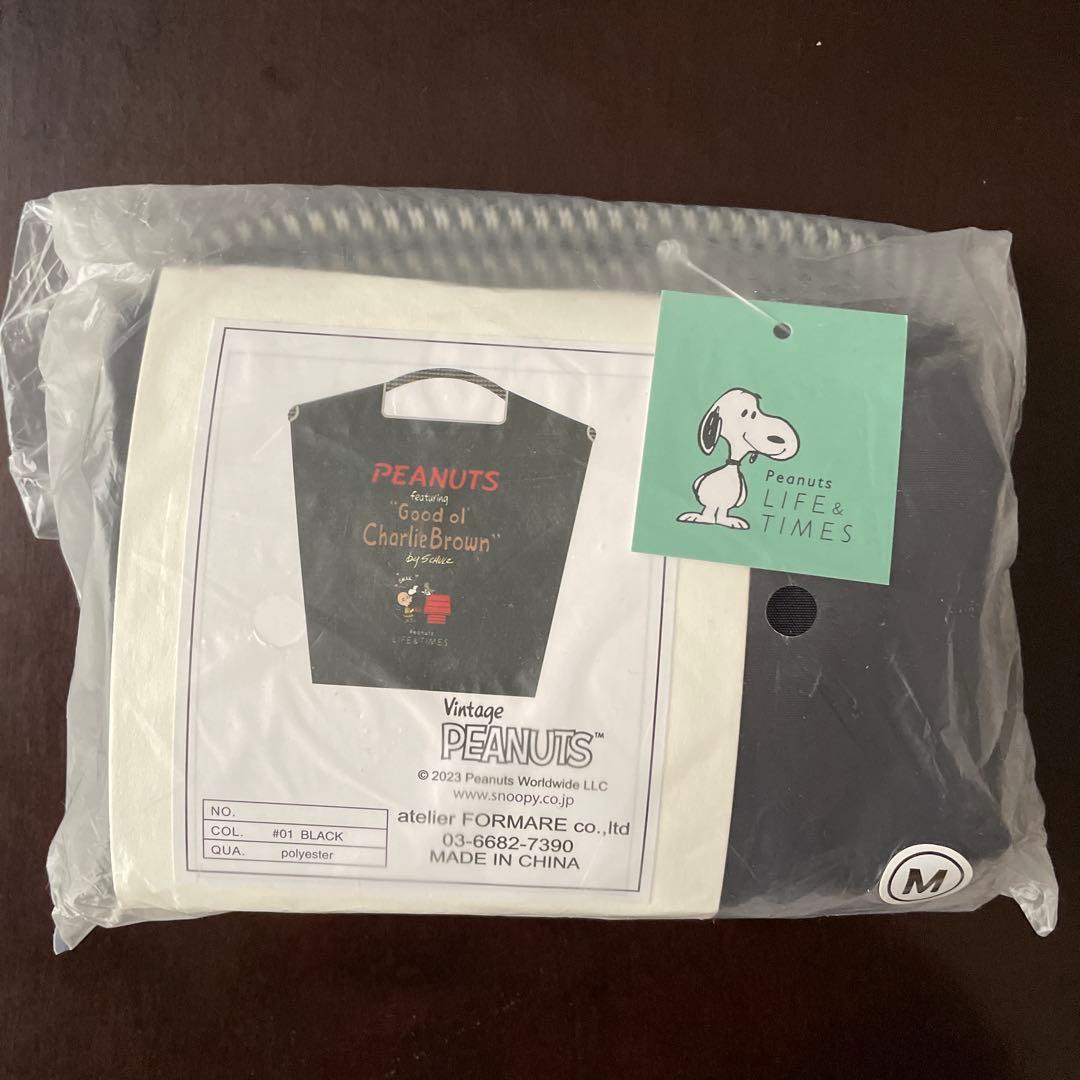 PEANUTS
featuring
"Good ol'
CharlieBrown"
by SCHULZ
Peanuts
LIFE & TIMES
Peanuts
LIFE &
TIMES
Vintage
PEANUTS™
© 2023 Peanuts Worldwide LLC
www.snoopy.co.jp
atelier FORMARE co.,ltd
03-6682-7390
MADE IN CHINA
NO.
COL. #01 BLACK
QUA. polyester
M